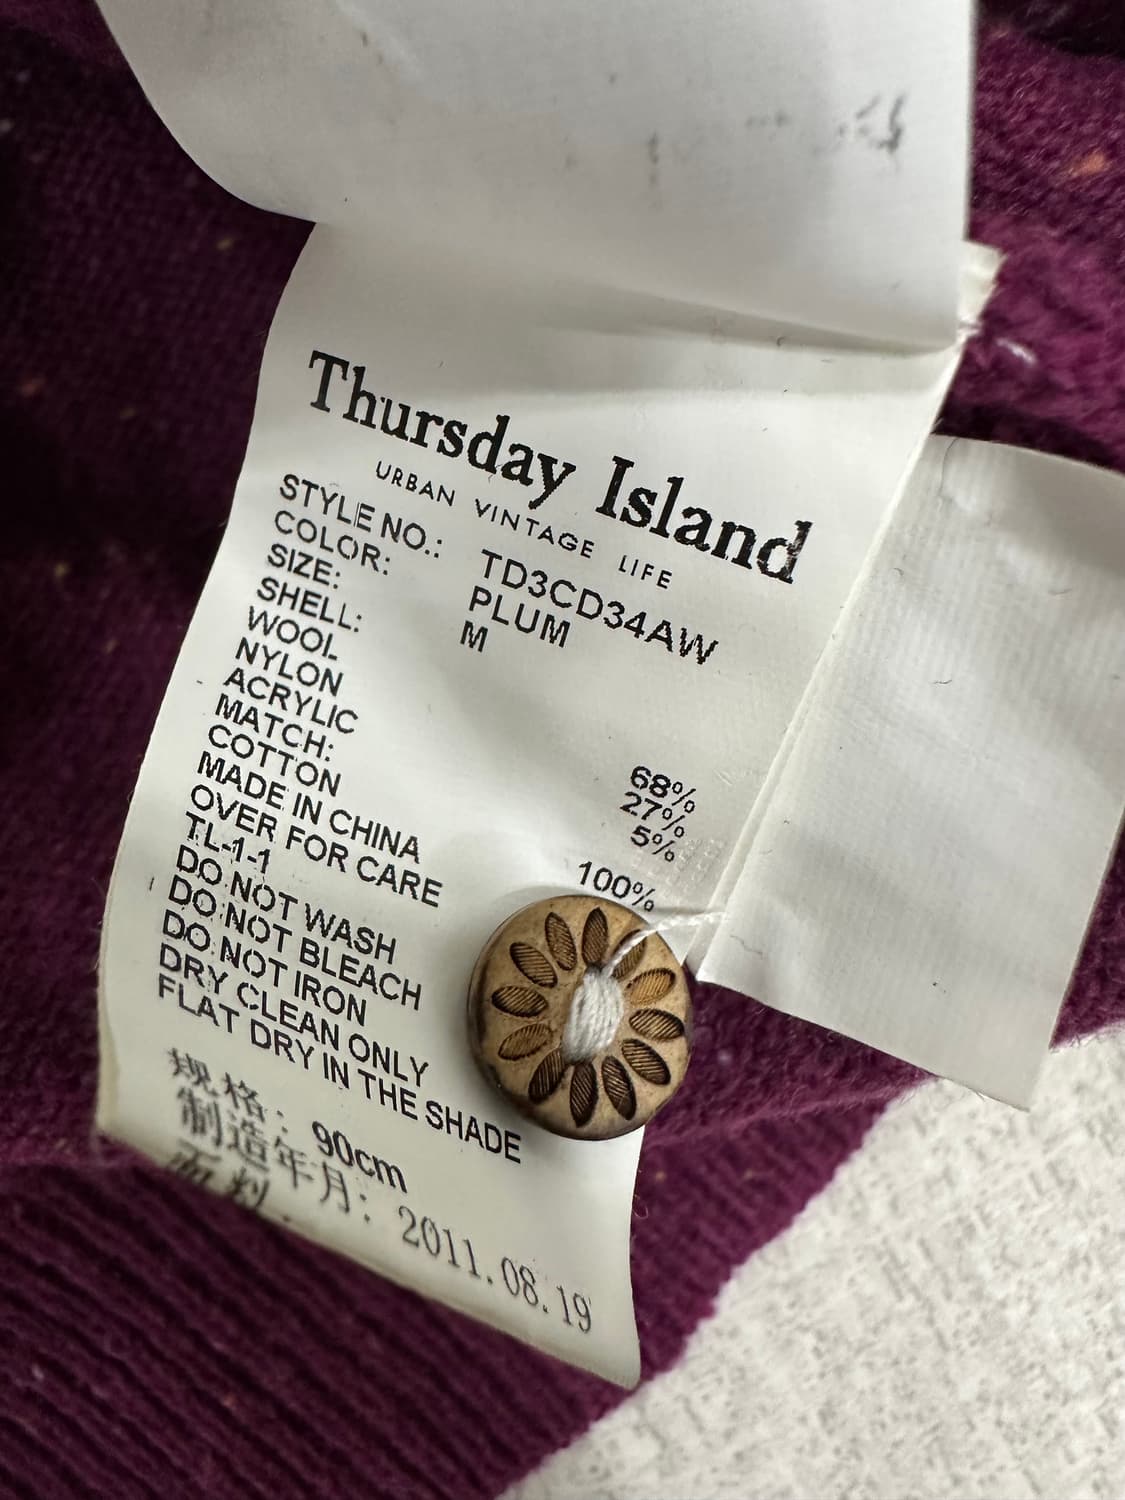 Thursday Island
URBAN VINTAGE LIFE
STYLE NO.: TD3CD34AW
COLOR: PLUM
SIZE: M
SHELL:
WOOL 68%
NYLON 27%
ACRYLIC 5%
MATCH:
COTTON 100%
MADE IN CHINA
OVER FOR CARE
TL-1-1
DO NOT WASH
DO NOT BLEACH
DO NOT IRON
DRY CLEAN ONLY
FLAT DRY IN THE SHADE
规格: 90cm
制造年月: 2011.08.19
面料: